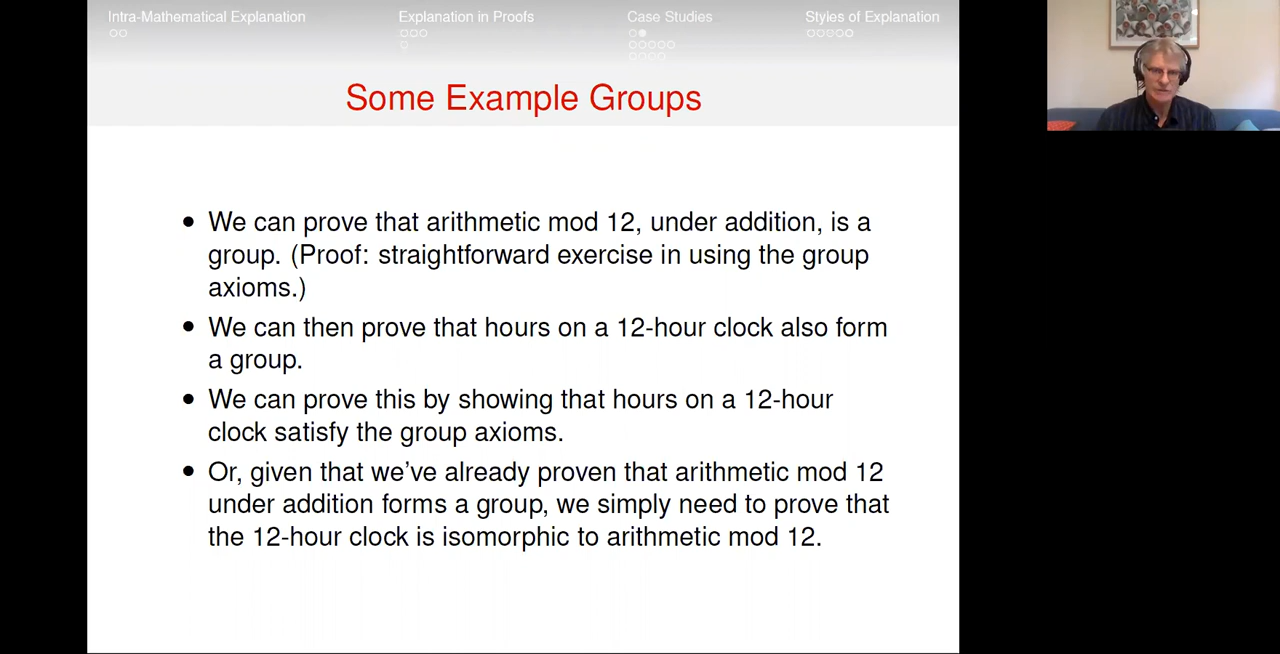 Intra-Mathematical Explanation Explanation in Proofs Case Studies Styles of Explanation
Some Example Groups
• We can prove that arithmetic mod 12, under addition, is a
group. (Proof: straightforward exercise in using the group
axioms.)
• We can then prove that hours on a 12-hour clock also form
a group.
• We can prove this by showing that hours on a 12-hour
clock satisfy the group axioms.
• Or, given that we've already proven that arithmetic mod 12
under addition forms a group, we simply need to prove that
the 12-hour clock is isomorphic to arithmetic mod 12.